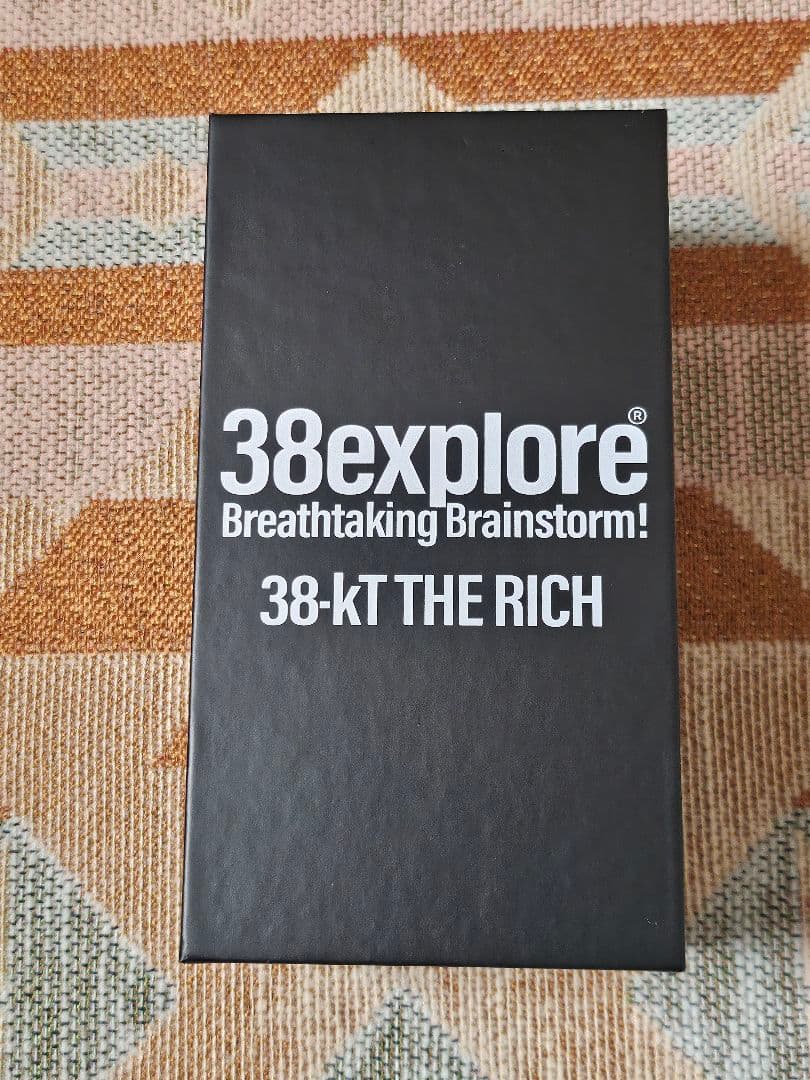 38explore®
Breathtaking Brainstorm!
38-kT THE RICH